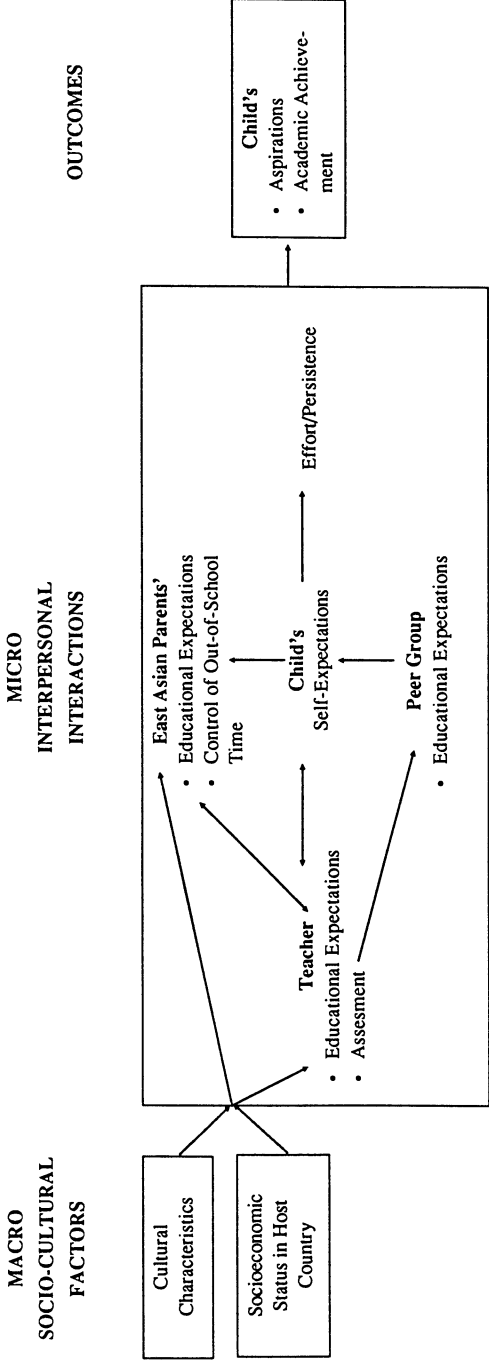 MACRO
SOCIO-CULTURAL
FACTORS
Cultural
Characteristics
Socioeconomic
Status in Host
Country
MICRO
INTERPERSONAL
INTERACTIONS
East Asian Parents'
• Educational Expectations
• Control of Out-of-School
Time
Teacher
• Educational Expectations
• Assesment
Child's
Self-Expectations
Effort/Persistence
Peer Group
• Educational Expectations
OUTCOMES
Child's
• Aspirations
• Academic Achieve-
ment